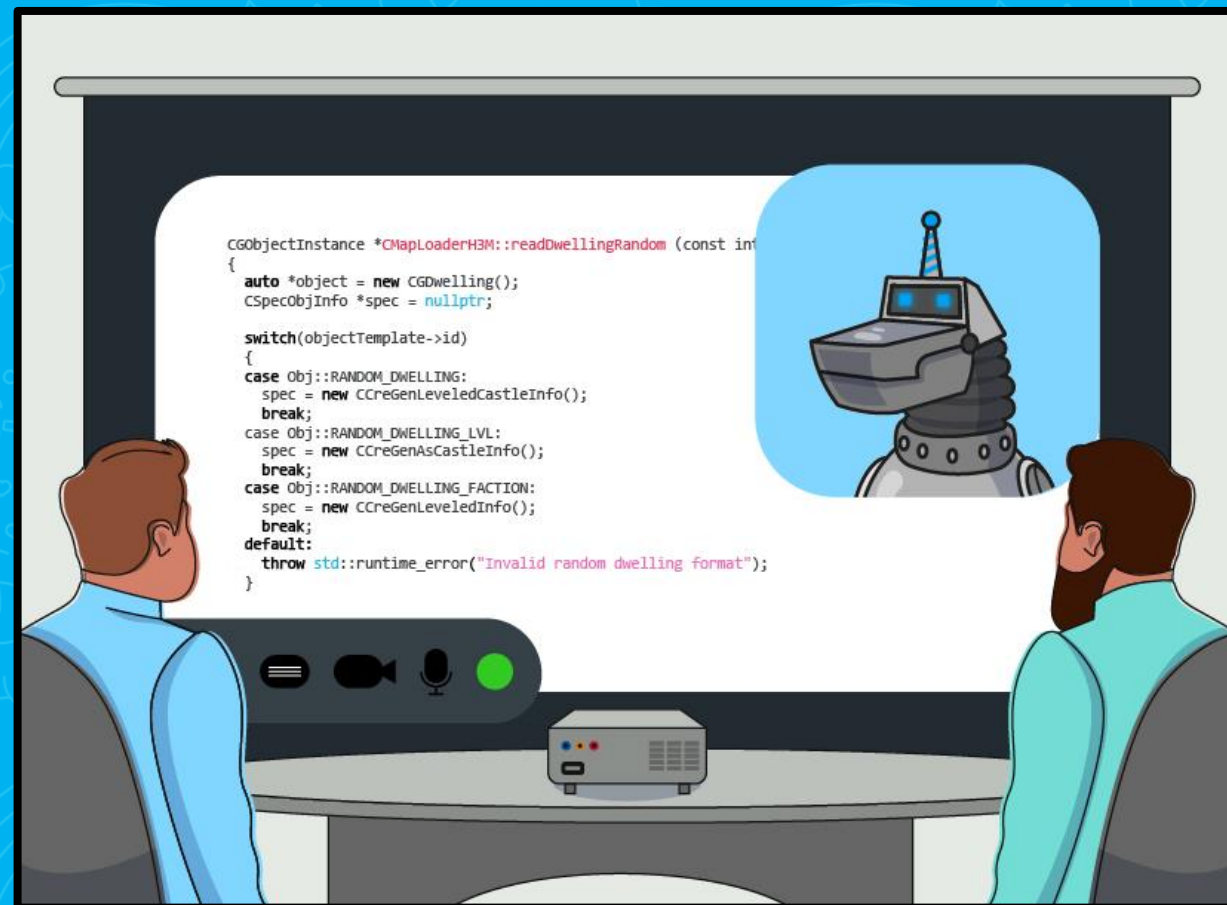 CGObjectInstance *CMapLoaderH3M::readDwellingRandom (const int
{
  auto *object = new CGDwelling();
  CSpecObjInfo *spec = nullptr;

  switch(objectTemplate->id)
  {
  case Obj::RANDOM_DWELLING:
    spec = new CCreGenLeveledCastleInfo();
    break;
  case Obj::RANDOM_DWELLING_LVL:
    spec = new CCreGenAsCastleInfo();
    break;
  case Obj::RANDOM_DWELLING_FACTION:
    spec = new CCreGenLeveledInfo();
    break;
  default:
    throw std::runtime_error("Invalid random dwelling format");
  }